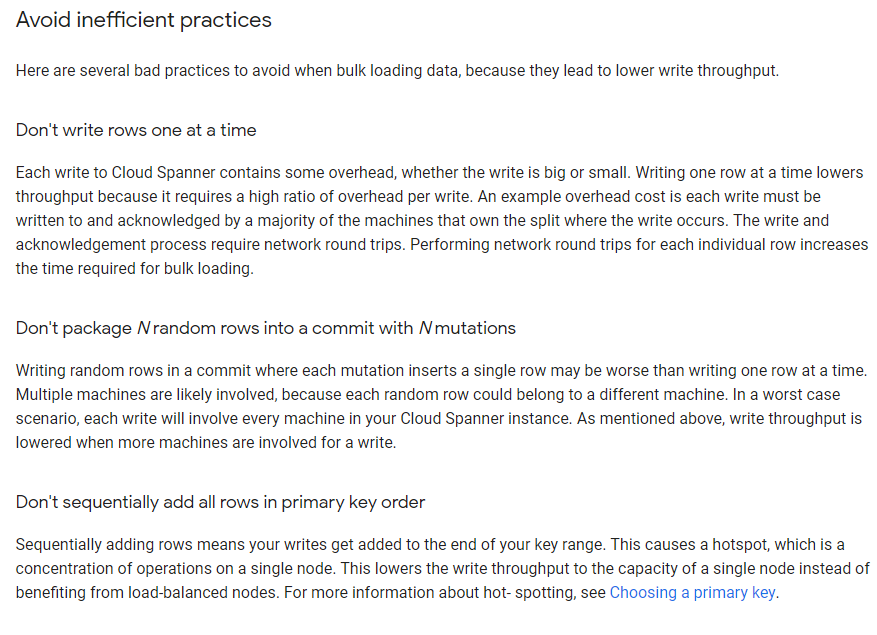 Avoid inefficient practices
Here are several bad practices to avoid when bulk loading data, because they lead to lower write throughput.
Don't write rows one at a time
Each write to Cloud Spanner contains some overhead, whether the write is big or small. Writing one row at a time lowers
throughput because it requires a high ratio of overhead per write. An example overhead cost is each write must be
written to and acknowledged by a majority of the machines that own the split where the write occurs. The write and
acknowledgement process require network round trips. Performing network round trips for each individual row increases
the time required for bulk loading.
Don't package N random rows into a commit with N mutations
Writing random rows in a commit where each mutation inserts a single row may be worse than writing one row at a time.
Multiple machines are likely involved, because each random row could belong to a different machine. In a worst case
scenario, each write will involve every machine in your Cloud Spanner instance. As mentioned above, write throughput is
lowered when more machines are involved for a write.
Don't sequentially add all rows in primary key order
Sequentially adding rows means your writes get added to the end of your key range. This causes a hotspot, which is a
concentration of operations on a single node. This lowers the write throughput to the capacity of a single node instead of
benefiting from load-balanced nodes. For more information about hot- spotting, see Choosing a primary key.